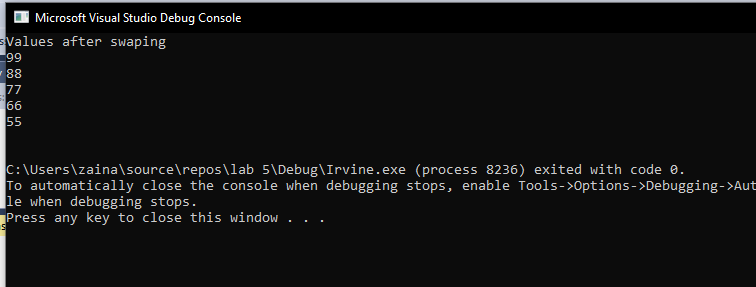 Microsoft Visual Studio Debug Console
Values after swaping
99
88
77
66
55
C:\Users\zaina\source\repos\lab 5\Debug\Irvine.exe (process 8236) exited with code 0.
To automatically close the console when debugging stops, enable Tools->Options->Debugging->Aut
le when debugging stops.
Press any key to close this window . . .